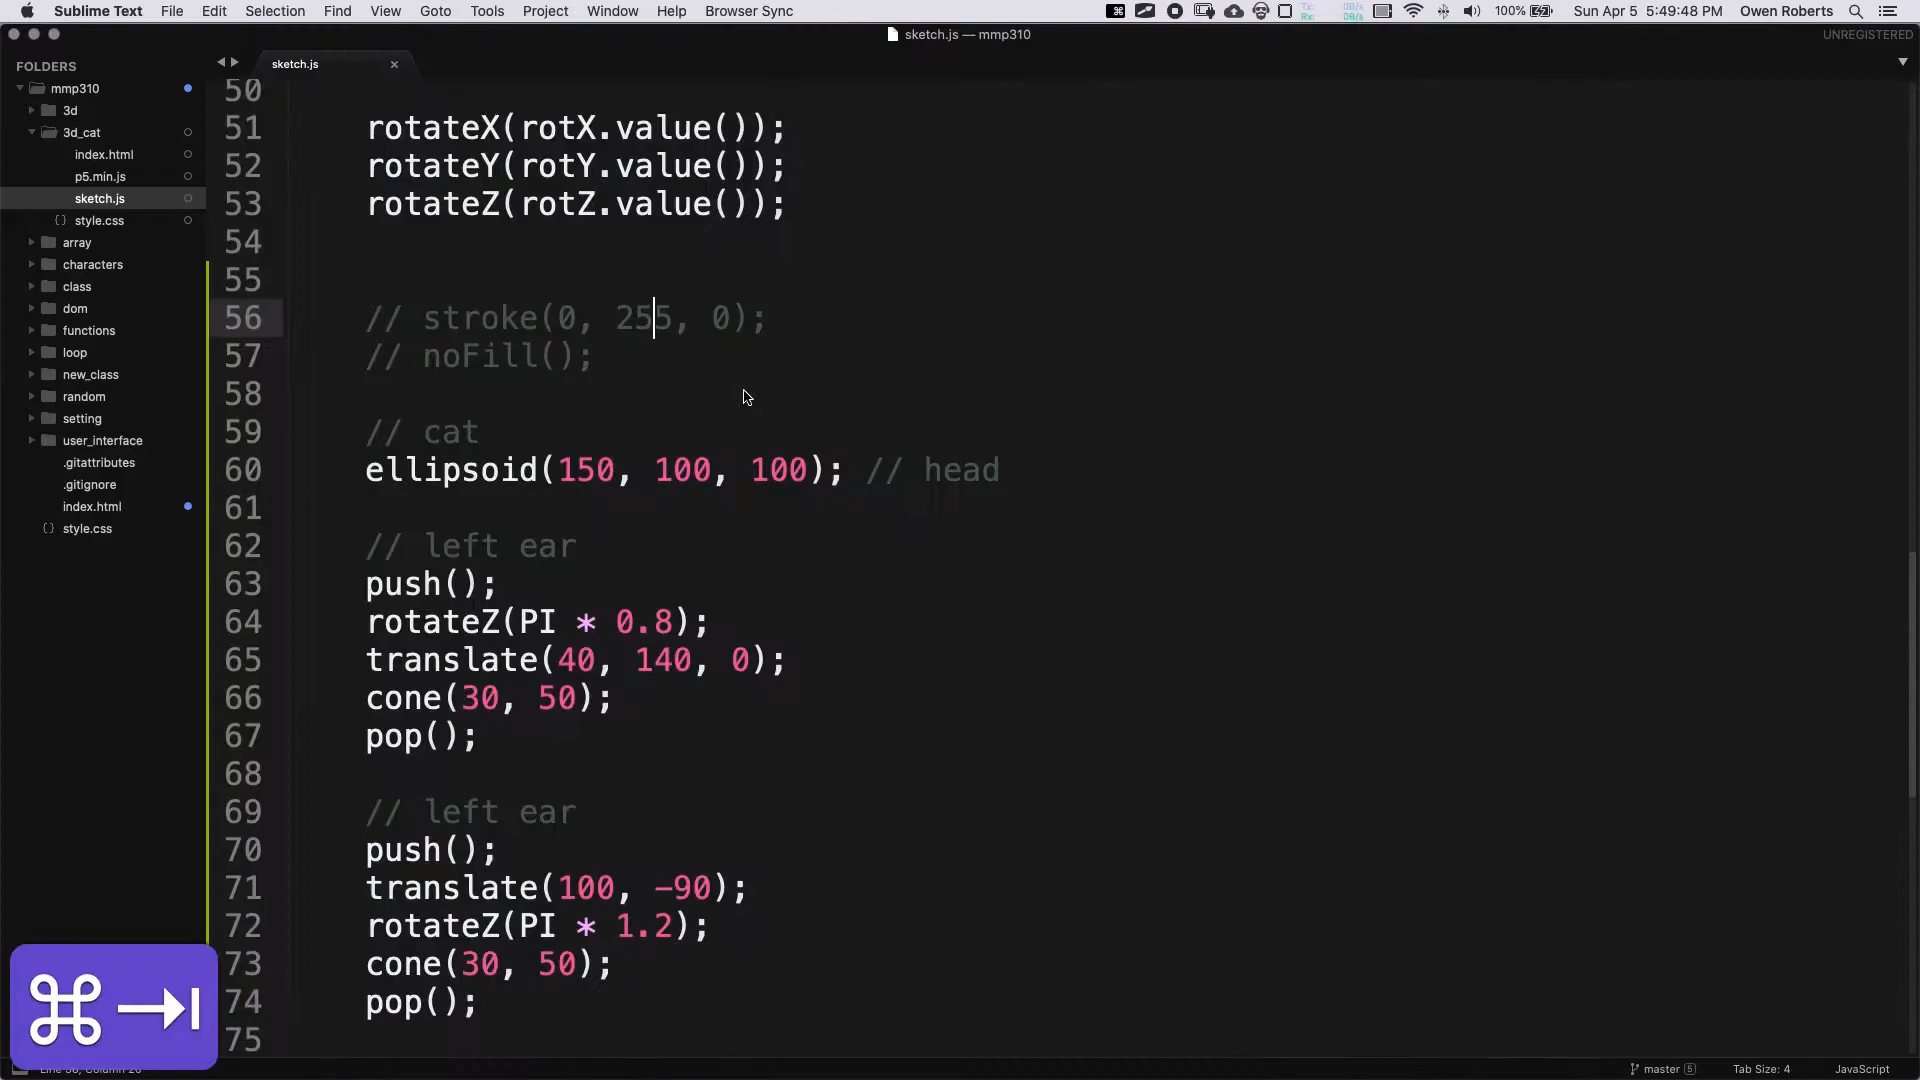 Sublime Text File Edit Selection Find View Goto Tools Project Window Help Browser Sync Tx: 0B/s Rx: 0B/s 100% Sun Apr 5 5:49:48 PM Owen Roberts
sketch.js — mmp310 UNREGISTERED
FOLDERS
mmp310
3d
3d_cat
index.html
p5.min.js
sketch.js
{} style.css
array
characters
class
dom
functions
loop
new_class
random
setting
user_interface
.gitattributes
.gitignore
index.html
{} style.css
sketch.js
50
51 rotateX(rotX.value());
52 rotateY(rotY.value());
53 rotateZ(rotZ.value());
54
55
56 // stroke(0, 255, 0);
57 // noFill();
58
59 // cat
60 ellipsoid(150, 100, 100); // head
61
62 // left ear
63 push();
64 rotateZ(PI * 0.8);
65 translate(40, 140, 0);
66 cone(30, 50);
67 pop();
68
69 // left ear
70 push();
71 translate(100, -90);
72 rotateZ(PI * 1.2);
73 cone(30, 50);
74 pop();
75
master 5 Tab Size: 4 JavaScript